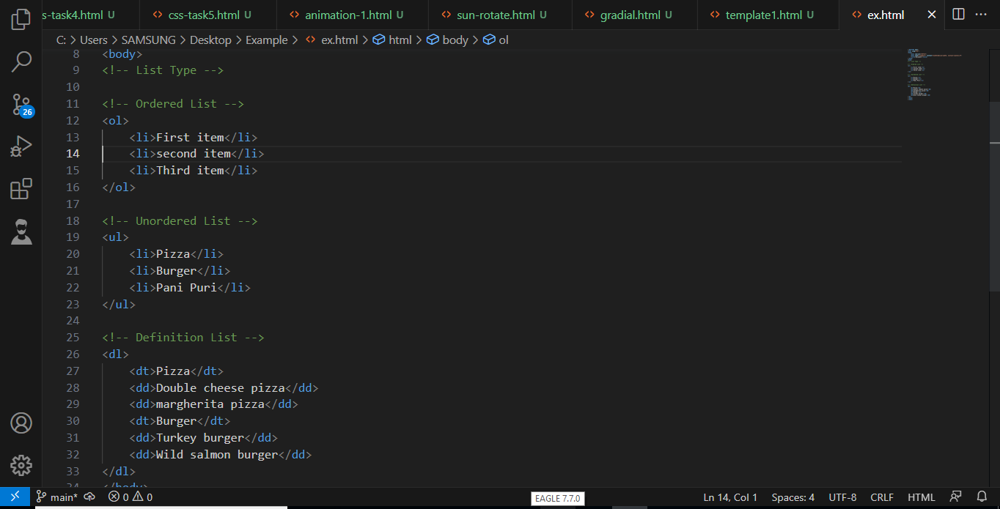 s-task4.html U css-task5.html U animation-1.html U sun-rotate.html U gradial.html U template1.html U ex.html
C: > Users > SAMSUNG > Desktop > Example > ex.html > html > body > ol
8 <body>
9 <!-- List Type -->
10
11 <!-- Ordered List -->
12 <ol>
13 <li>First item</li>
14 <li>second item</li>
15 <li>Third item</li>
16 </ol>
17
18 <!-- Unordered List -->
19 <ul>
20 <li>Pizza</li>
21 <li>Burger</li>
22 <li>Pani Puri</li>
23 </ul>
24
25 <!-- Definition List -->
26 <dl>
27 <dt>Pizza</dt>
28 <dd>Double cheese pizza</dd>
29 <dd>margherita pizza</dd>
30 <dt>Burger</dt>
31 <dd>Turkey burger</dd>
32 <dd>Wild salmon burger</dd>
33 </dl>
34 </body>
26
main* 0 0 Ln 14, Col 1 Spaces: 4 UTF-8 CRLF HTML
EAGLE 7.7.0